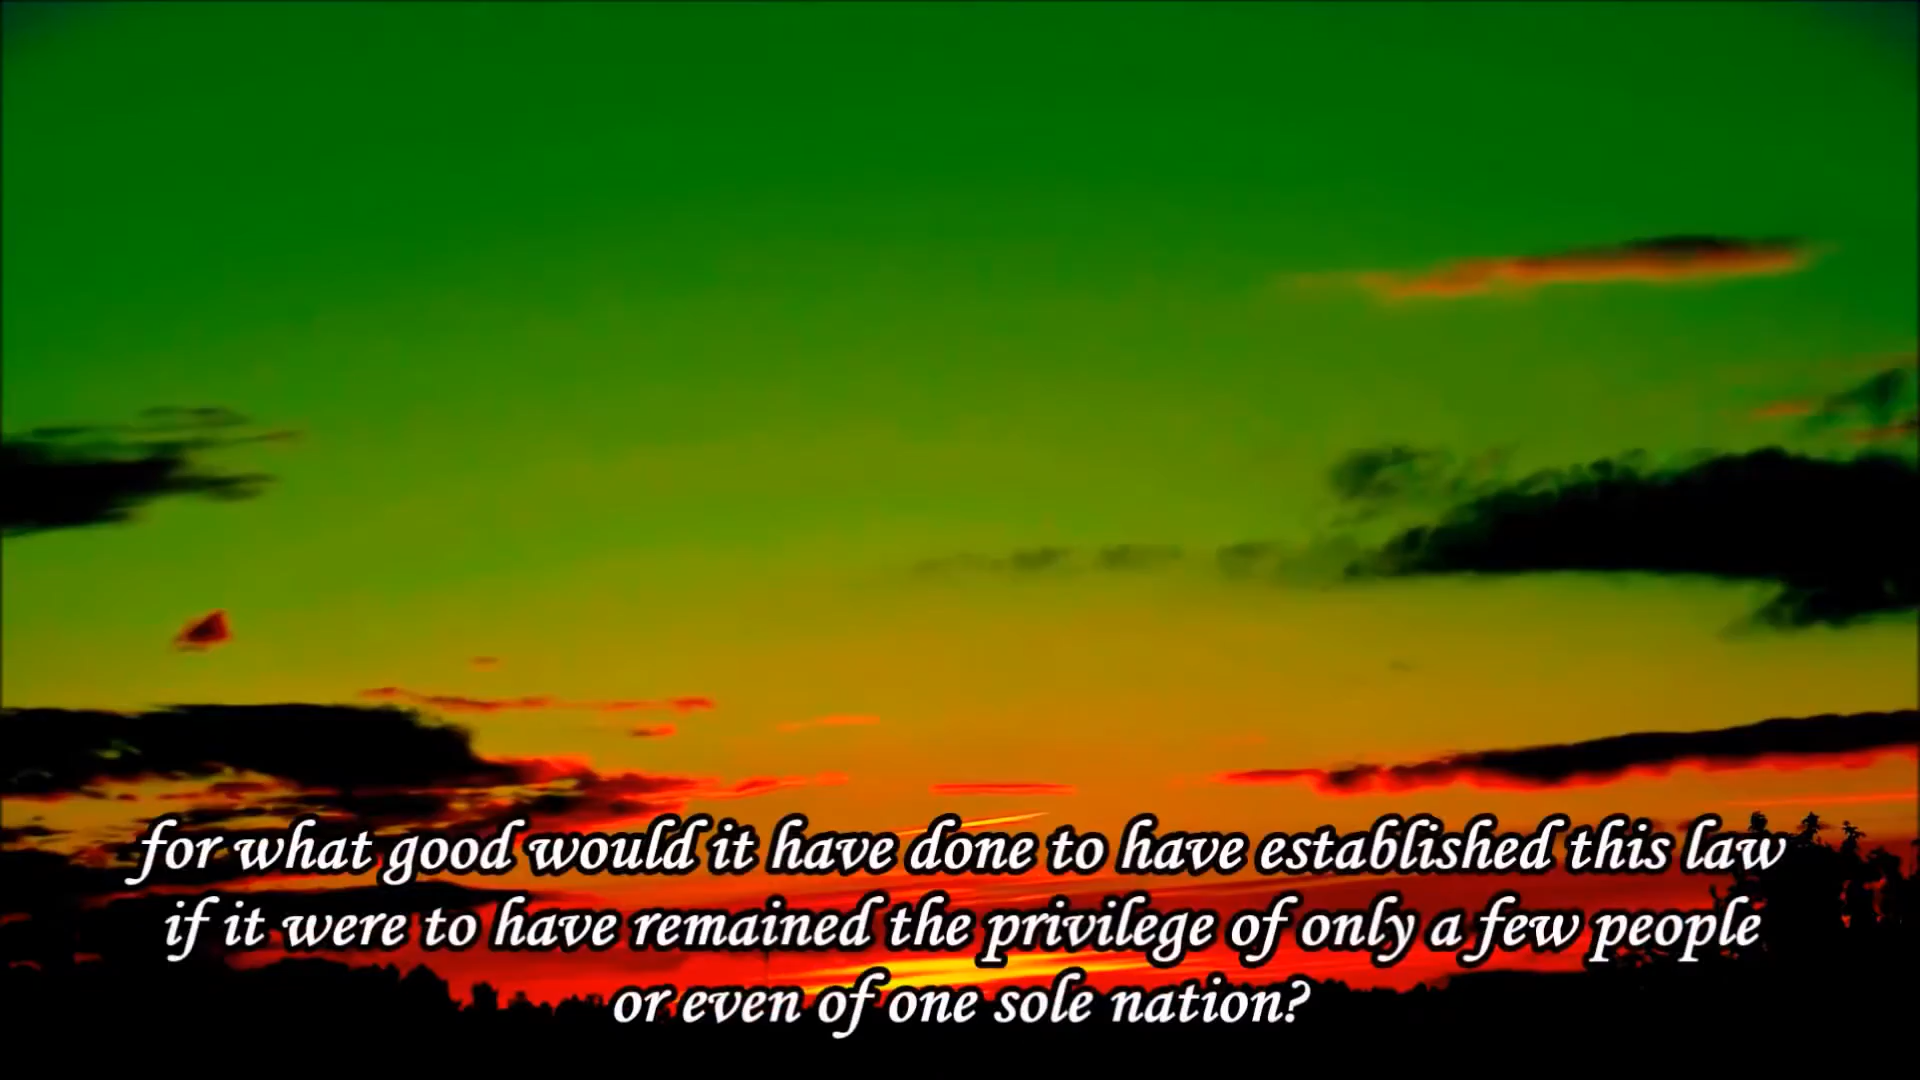 for what good would it have done to have established this law
if it were to have remained the privilege of only a few people
or even of one sole nation?